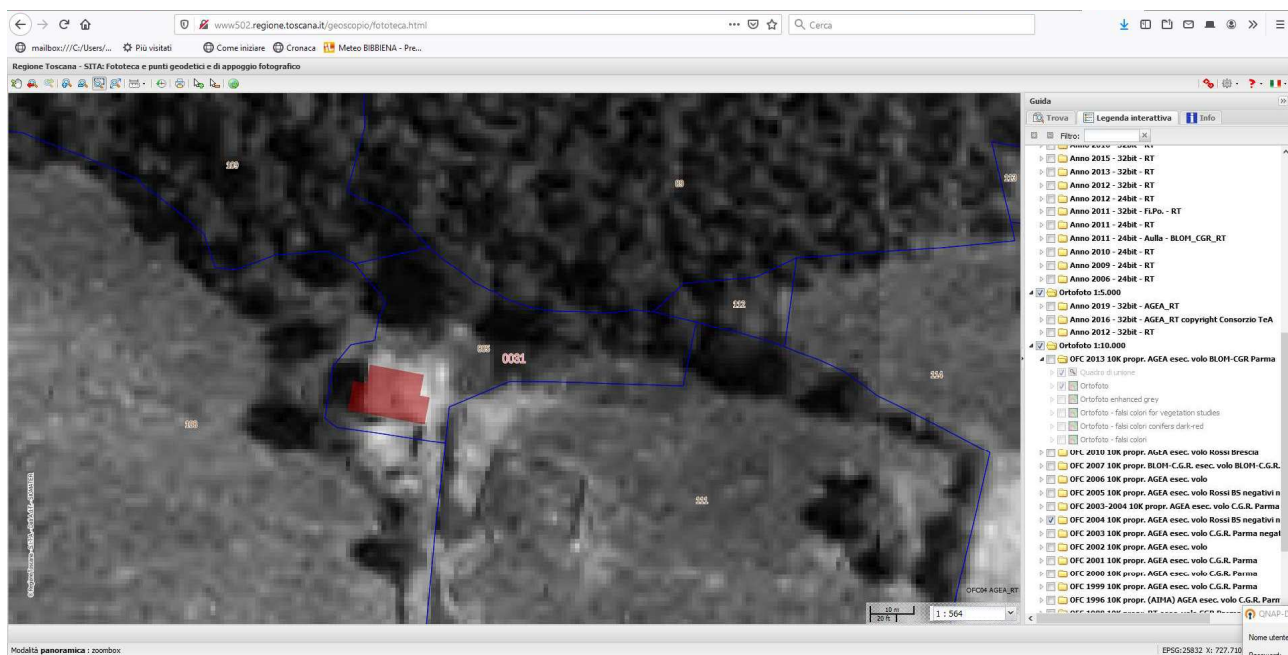 www502.regione.toscana.it/geoscopio/fototeca.html
Cerca
mailbox:///C:/Users/...
Più visitati
Come iniziare
Cronaca
Meteo BIBBIENA - Pre...
Regione Toscana - SITA: Fototeca e punti geodetici e di appoggio fotografico
Guida
Trova
Legenda interattiva
Info
Filtro:
Anno 2015 - 32bit - RT
Anno 2013 - 32bit - RT
Anno 2012 - 32bit - RT
Anno 2012 - 24bit - RT
Anno 2011 - 32bit - Fi.Po. - RT
Anno 2011 - 24bit - RT
Anno 2011 - 24bit - Aulla - BLOM_CGR_RT
Anno 2010 - 24bit - RT
Anno 2009 - 24bit - RT
Anno 2006 - 24bit - RT
Ortofoto 1:5.000
Anno 2019 - 32bit - AGEA_RT
Anno 2016 - 32bit - AGEA_RT copyright Consorzio TeA
Anno 2012 - 32bit - RT
Ortofoto 1:10.000
OFC 2013 10K propr. AGEA esec. volo BLOM-CGR Parma
Quadro di unione
Ortofoto
Ortofoto enhanced grey
Ortofoto - falsi colori for vegetation studies
Ortofoto - falsi colori conifers dark-red
Ortofoto - falsi colori
OFC 2010 10K propr. AGEA esec. volo Rossi Brescia
OFC 2007 10K propr. BLOM-C.G.R. esec. volo BLOM-C.G.R.
OFC 2006 10K propr. AGEA esec. volo
OFC 2005 10K propr. AGEA esec. volo Rossi BS negativi n
OFC 2003-2004 10K propr. AGEA esec. volo C.G.R. Parma
OFC 2004 10K propr. AGEA esec. volo Rossi BS negativi n
OFC 2003 10K propr. AGEA esec. volo C.G.R. Parma negat
OFC 2002 10K propr. AGEA esec. volo
OFC 2001 10K propr. AGEA esec. volo C.G.R. Parma
OFC 2000 10K propr. AGEA esec. volo C.G.R. Parma
OFC 1999 10K propr. AGEA esec. volo C.G.R. Parma
OFC 1996 10K propr. (AIMA) AGEA esec. volo C.G.R. Parm
112
0031
114
111
OFC04 AGEA_RT
10 m
20 ft
1 : 564
QNAP-D
Nome utente
Modalità panoramica : zoombox
EPSG:25832 X: 727.710